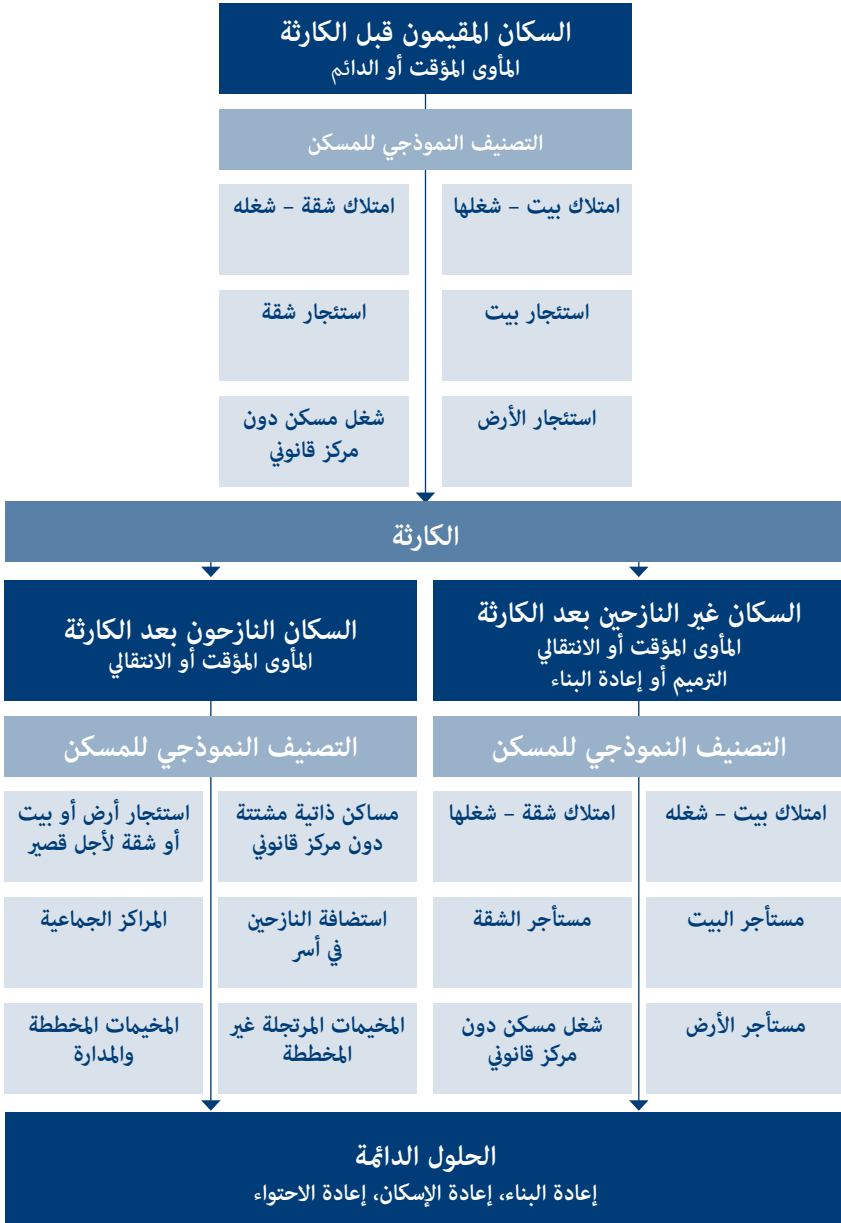 السكان المقيمون قبل الكارثة
المأوى المؤقت أو الدائم
التصنيف النموذجي للمسكن
امتلاك بيت – شغلها
امتلاك شقة – شغله
استئجار بيت
استئجار شقة
استئجار الأرض
شغل مسكن دون
مركز قانوني
الكارثة
السكان غير النازحين بعد الكارثة
المأوى المؤقت أو الانتقالي
الترميم أو إعادة البناء
السكان النازحون بعد الكارثة
المأوى المؤقت أو الانتقالي
التصنيف النموذجي للمسكن
التصنيف النموذجي للمسكن
امتلاك بيت – شغله
امتلاك شقة – شغلها
مساكن ذاتية مشتتة
دون مركز قانوني
استئجار أرض أو بيت
أو شقة لأجل قصير
مستأجر البيت
مستأجر الشقة
استضافة النازحين
في أسر
المراكز الجماعية
مستأجر الأرض
شغل مسكن دون
مركز قانوني
المخيمات المرتجلة غير
المخططة
المخيمات المخططة
والمدارة
الحلول الدائمة
إعادة البناء، إعادة الإسكان، إعادة الاحتواء